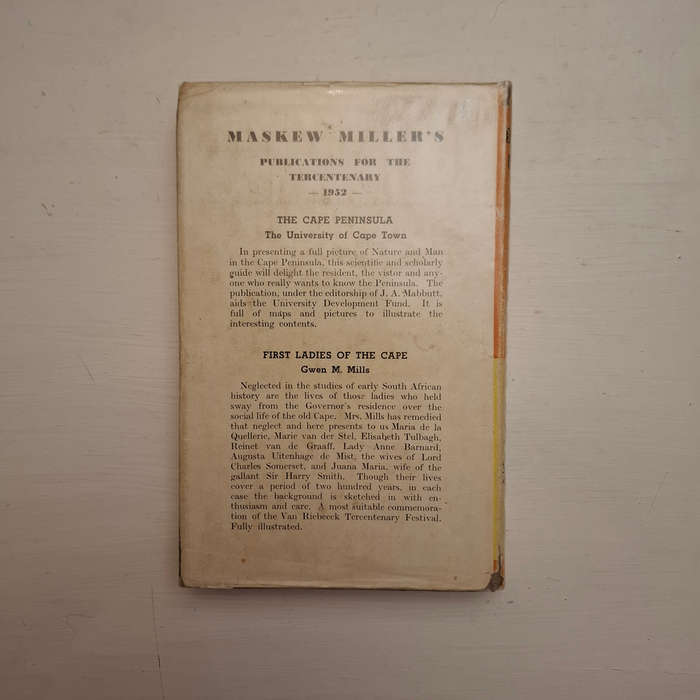 MASKEW MILLER'S
PUBLICATIONS FOR THE
TERCENTENARY
— 1952 —
THE CAPE PENINSULA
The University of Cape Town
In presenting a full picture of Nature and Man
in the Cape Peninsula, this scientific and scholarly
guide will delight the resident, the vistor and any-
one who really wants to know the Peninsula. The
publication, under the editorship of J. A. Mabbutt,
aids the University Development Fund. It is
full of maps and pictures to illustrate the
interesting contents.
FIRST LADIES OF THE CAPE
Gwen M. Mills
Neglected in the studies of early South African
history are the lives of those ladies who held
sway from the Governor's residence over the
social life of the old Cape. Mrs. Mills has remedied
that neglect and here presents to us Maria de la
Quellerie, Marie van der Stel, Elisabeth Tulbagh,
Reinet van de Graaff, Lady Anne Barnard,
Augusta Uitenhage de Mist, the wives of Lord
Charles Somerset, and Juana Maria, wife of the
gallant Sir Harry Smith. Though their lives
cover a period of two hundred years, in each
case the background is sketched in with en-
thusiasm and care. A most suitable commemora-
tion of the Van Riebeeck Tercentenary Festival.
Fully illustrated.